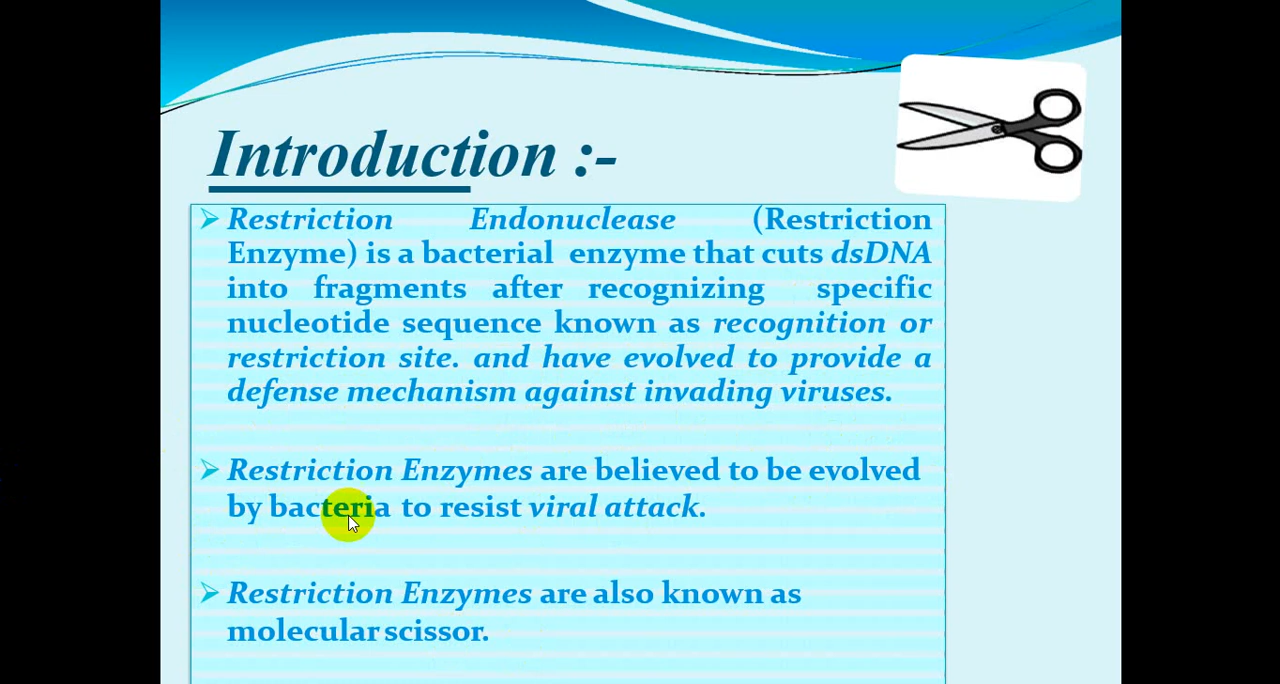 Introduction :-
Restriction Endonuclease (Restriction
Enzyme) is a bacterial enzyme that cuts dsDNA
into fragments after recognizing specific
nucleotide sequence known as recognition or
restriction site. and have evolved to provide a
defense mechanism against invading viruses.
Restriction Enzymes are believed to be evolved
by bacteria to resist viral attack.
Restriction Enzymes are also known as
molecular scissor.